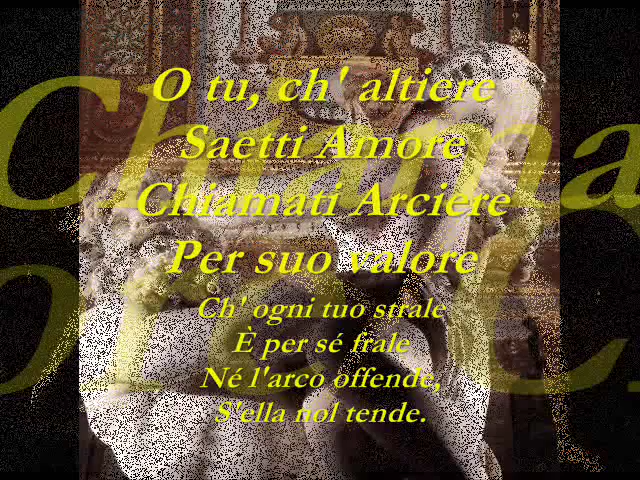 O tu, ch' altiere
Saetti Amore
Chiamati Arciere
Per suo valore
Ch' ogni tuo strale
È per sé frale
Né l'arco offende,
S'ella nol tende.